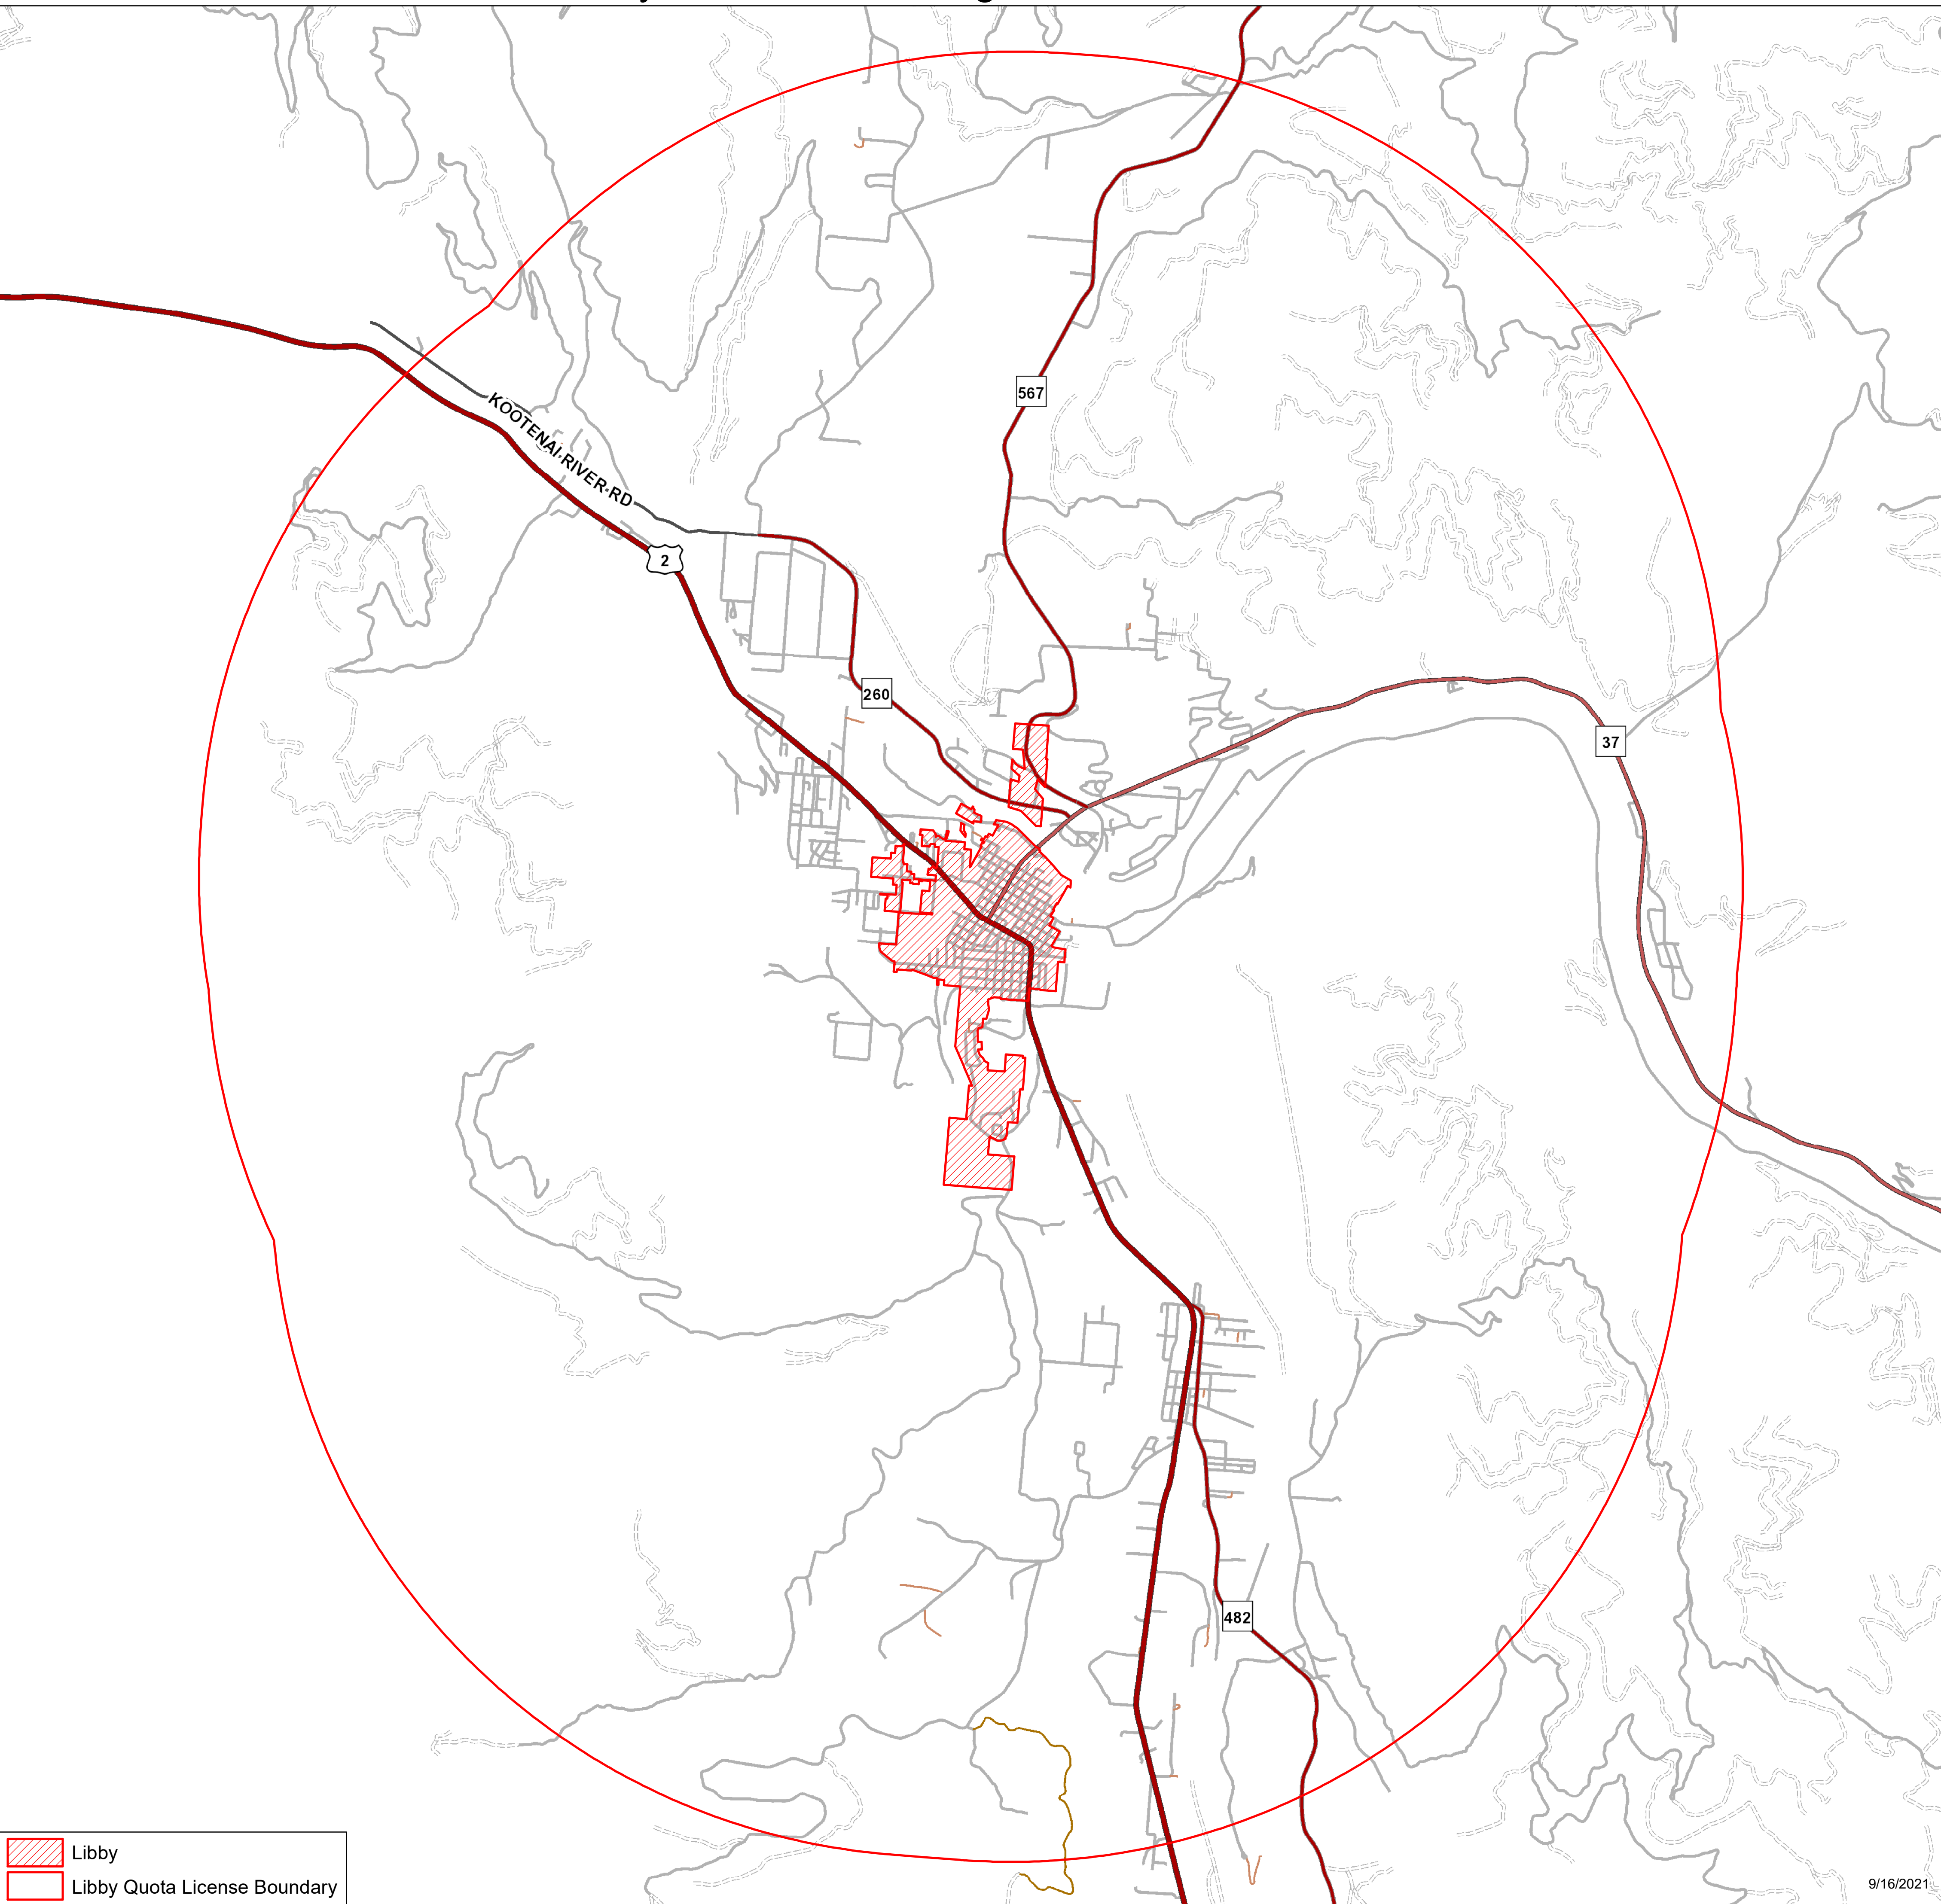 567
KOOTENAI RIVER RD
2
260
37
482
Libby
Libby Quota License Boundary
9/16/2021